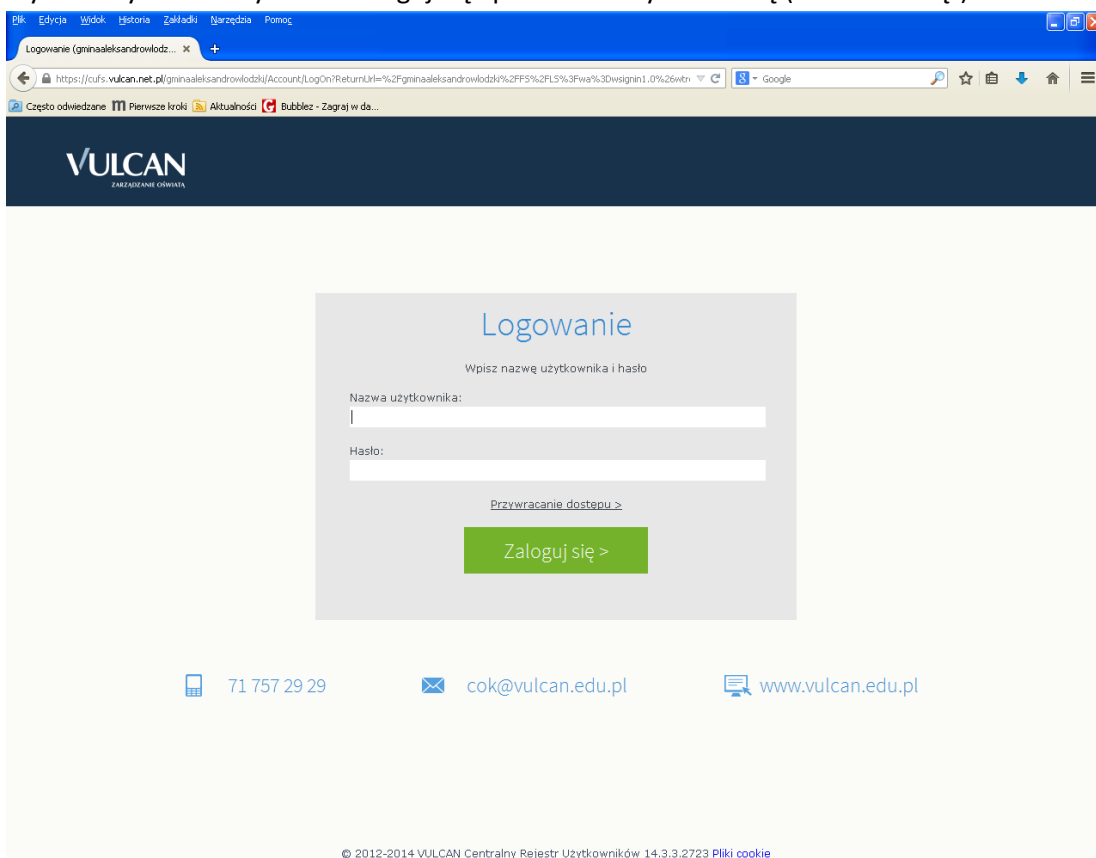 Plik Edycja Widok Historia Zakładki Narzędzia Pomoc
Logowanie (gminaaleksandrowlodz... × +
https://cufs.vulcan.net.pl/gminaaleksandrowlodzki/Account/LogOn?ReturnUrl=%2Fgminaaleksandrowlodzki%2FFS%2FLS%3Fwa%3Dwsignin1.0%26wtr Google
Często odwiedzane Pierwsze kroki Aktualności Bubblez - Zagraj w da...
VULCAN
ZARZĄDZANIE OŚWIATĄ
Logowanie
Wpisz nazwę użytkownika i hasło
Nazwa użytkownika:
Hasło:
Przywracanie dostępu >
Zaloguj się >
71 757 29 29 cok@vulcan.edu.pl www.vulcan.edu.pl
© 2012-2014 VULCAN Centralny Rejestr Użytkowników 14.3.3.2723 Pliki cookie